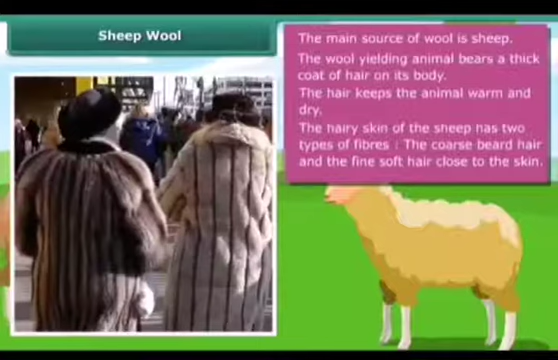 Sheep Wool
The main source of wool is sheep.
The wool yielding animal bears a thick
coat of hair on its body.
The hair keeps the animal warm and
dry.
The hairy skin of the sheep has two
types of fibres : The coarse beard hair
and the fine soft hair close to the skin.